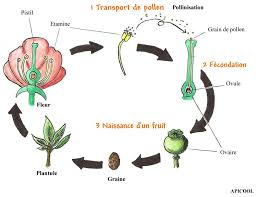 1 Transport de pollen
Pollinisation
Pistil
Etamine
Grain de pollen
2 Fécondation
Ovule
Fleur
3 Naissance d'un fruit
Ovaire
Plantule
Graine
APICOOL